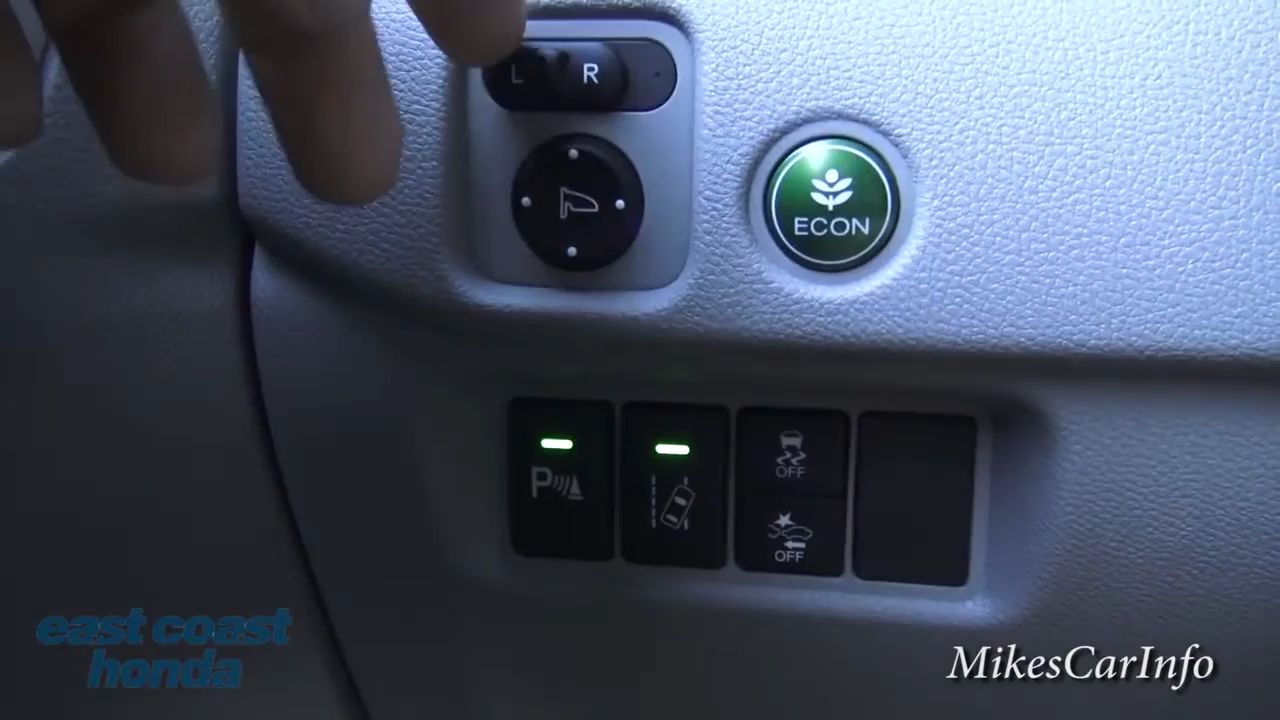 L R
ECON
P
OFF
OFF
east coast
honda
MikesCarInfo